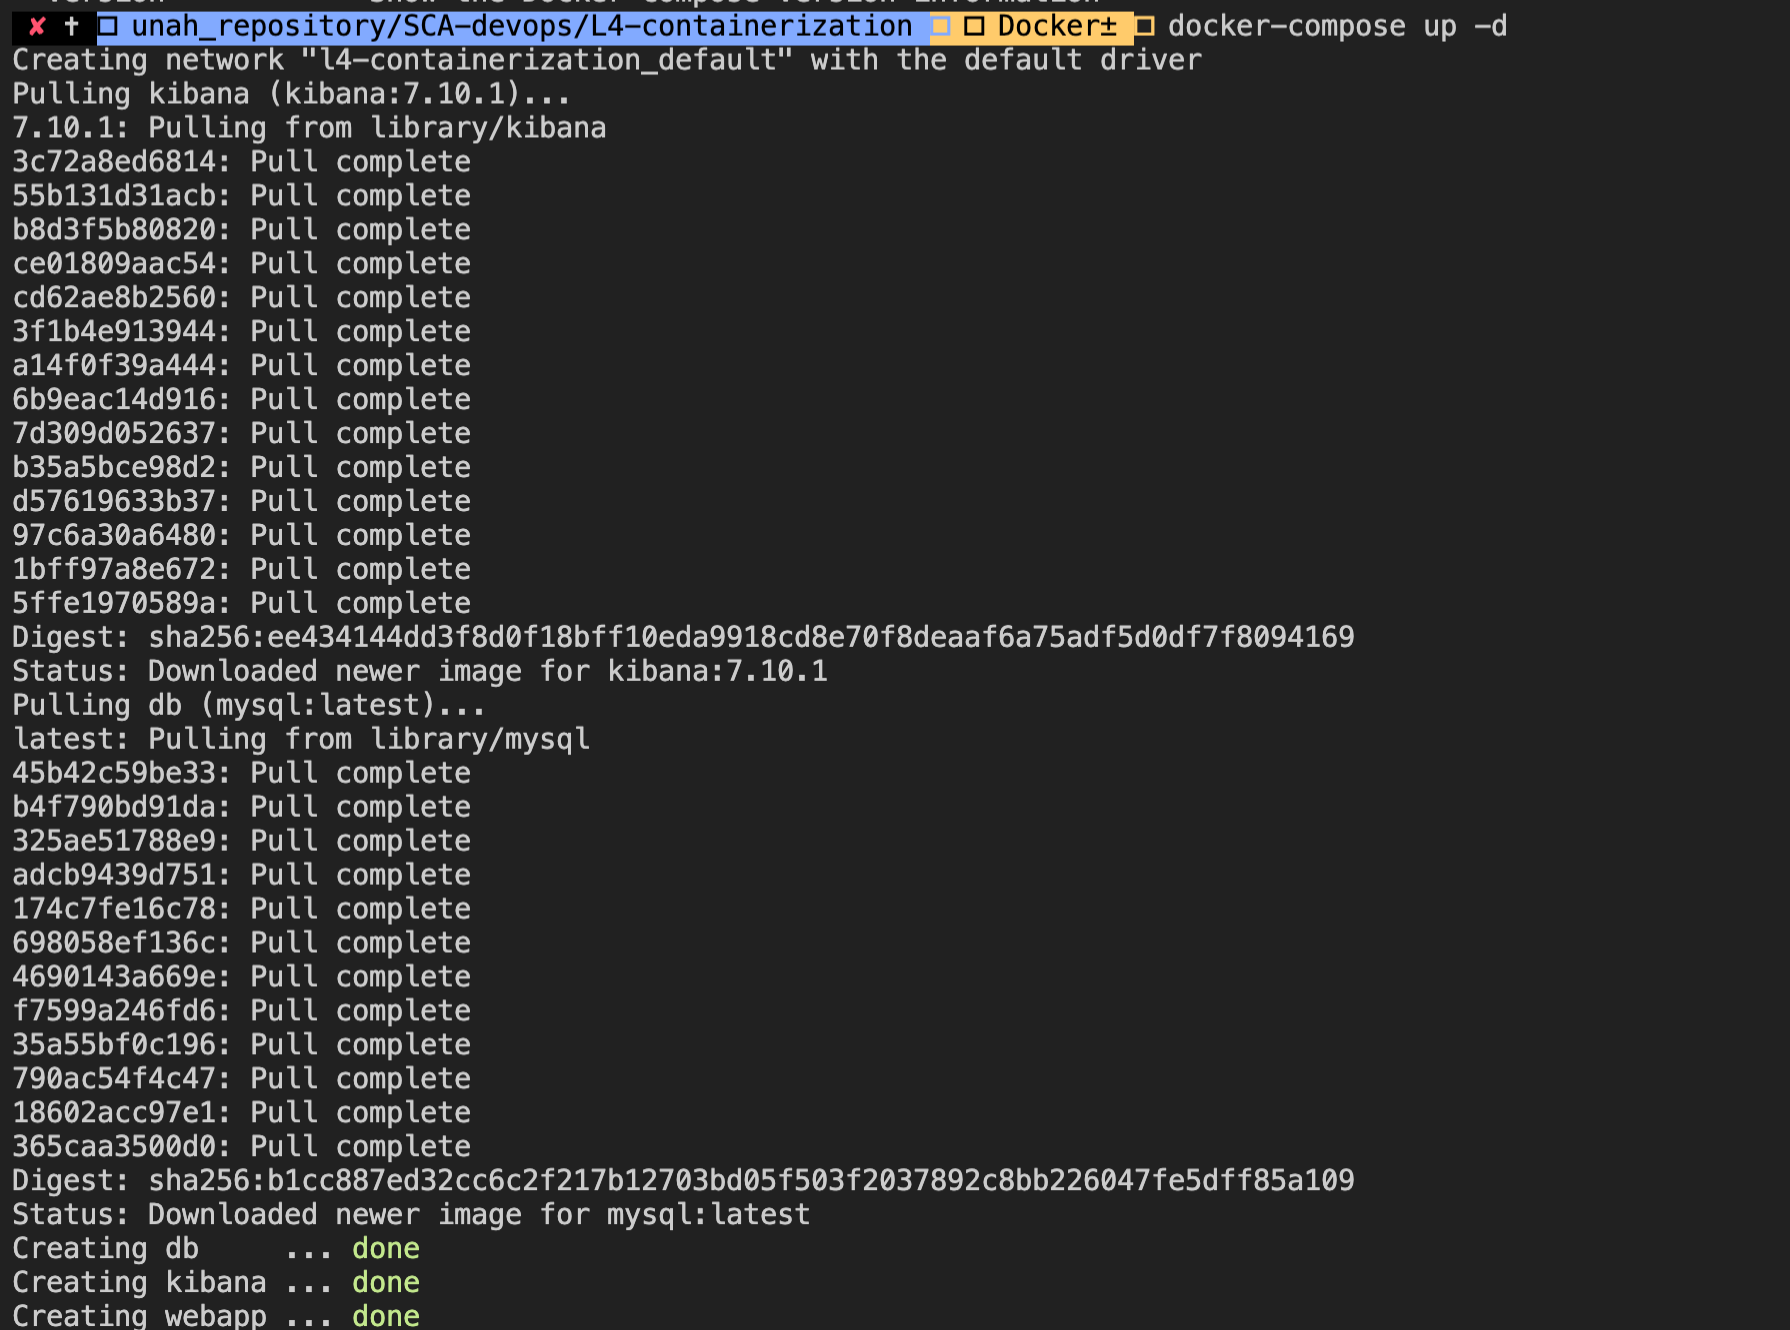 version Show the Docker-Compose version information
✘ † unah_repository/SCA-devops/L4-containerization Docker± docker-compose up -d
Creating network "l4-containerization_default" with the default driver
Pulling kibana (kibana:7.10.1)...
7.10.1: Pulling from library/kibana
3c72a8ed6814: Pull complete
55b131d31acb: Pull complete
b8d3f5b80820: Pull complete
ce01809aac54: Pull complete
cd62ae8b2560: Pull complete
3f1b4e913944: Pull complete
a14f0f39a444: Pull complete
6b9eac14d916: Pull complete
7d309d052637: Pull complete
b35a5bce98d2: Pull complete
d57619633b37: Pull complete
97c6a30a6480: Pull complete
1bff97a8e672: Pull complete
5ffe1970589a: Pull complete
Digest: sha256:ee434144dd3f8d0f18bff10eda9918cd8e70f8deaaf6a75adf5d0df7f8094169
Status: Downloaded newer image for kibana:7.10.1
Pulling db (mysql:latest)...
latest: Pulling from library/mysql
45b42c59be33: Pull complete
b4f790bd91da: Pull complete
325ae51788e9: Pull complete
adcb9439d751: Pull complete
174c7fe16c78: Pull complete
698058ef136c: Pull complete
4690143a669e: Pull complete
f7599a246fd6: Pull complete
35a55bf0c196: Pull complete
790ac54f4c47: Pull complete
18602acc97e1: Pull complete
365caa3500d0: Pull complete
Digest: sha256:b1cc887ed32cc6c2f217b12703bd05f503f2037892c8bb226047fe5dff85a109
Status: Downloaded newer image for mysql:latest
Creating db ... done
Creating kibana ... done
Creating webapp ... done